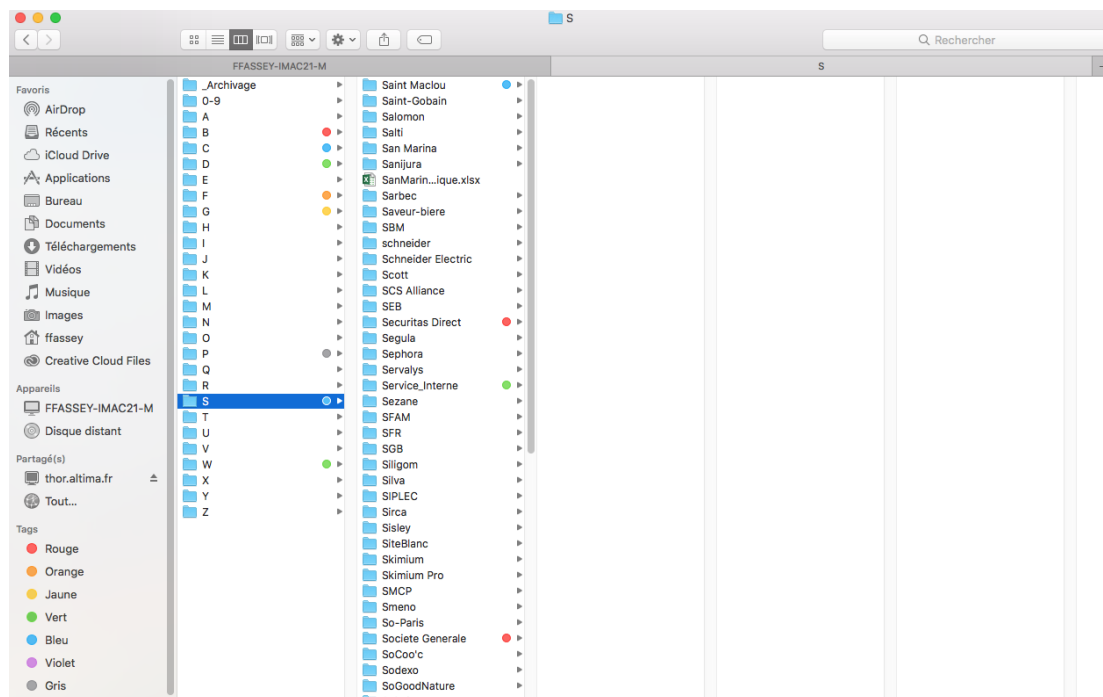 S
Rechercher
FFASSEY-IMAC21-M
S
Favoris
AirDrop
Récents
iCloud Drive
Applications
Bureau
Documents
Téléchargements
Vidéos
Musique
Images
ffassey
Creative Cloud Files
Appareils
FFASSEY-IMAC21-M
Disque distant
Partagé(s)
thor.altima.fr
Tout...
Tags
Rouge
Orange
Jaune
Vert
Bleu
Violet
Gris
_Archivage
0-9
A
B
C
D
E
F
G
H
I
J
K
L
M
N
O
P
Q
R
S
T
U
V
W
X
Y
Z
Saint Maclou
Saint-Gobain
Salomon
Salti
San Marina
Sanijura
SanMarin...ique.xlsx
Sarbec
Saveur-biere
SBM
schneider
Schneider Electric
Scott
SCS Alliance
SEB
Securitas Direct
Segula
Sephora
Servalys
Service_Interne
Sezane
SFAM
SFR
SGB
Siligom
Silva
SIPLEC
Sirca
Sisley
SiteBlanc
Skimium
Skimium Pro
SMCP
Smeno
So-Paris
Societe Generale
SoCoo'c
Sodexo
SoGoodNature